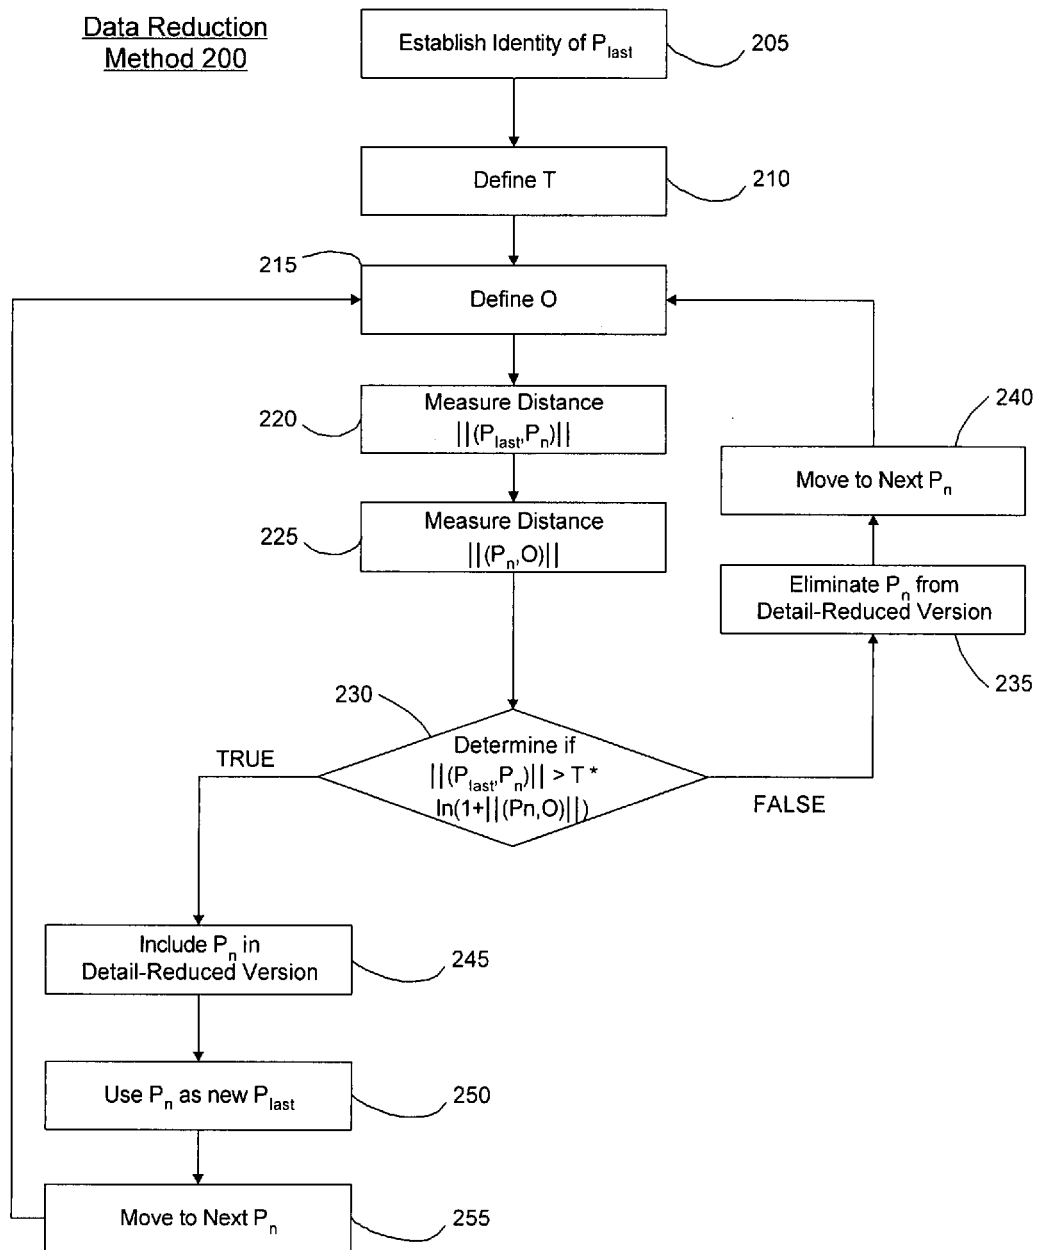 Data Reduction
Method 200
Establish Identity of P_last
205
Define T
210
215
Define O
Measure Distance
||(P_last,P_n)||
220
Measure Distance
||(P_n,O)||
225
240
Move to Next P_n
Eliminate P_n from
Detail-Reduced Version
235
230
Determine if
||(P_last,P_n)|| > T *
ln(1+||(Pn,O)||)
TRUE
FALSE
Include P_n in
Detail-Reduced Version
245
Use P_n as new P_last
250
Move to Next P_n
255